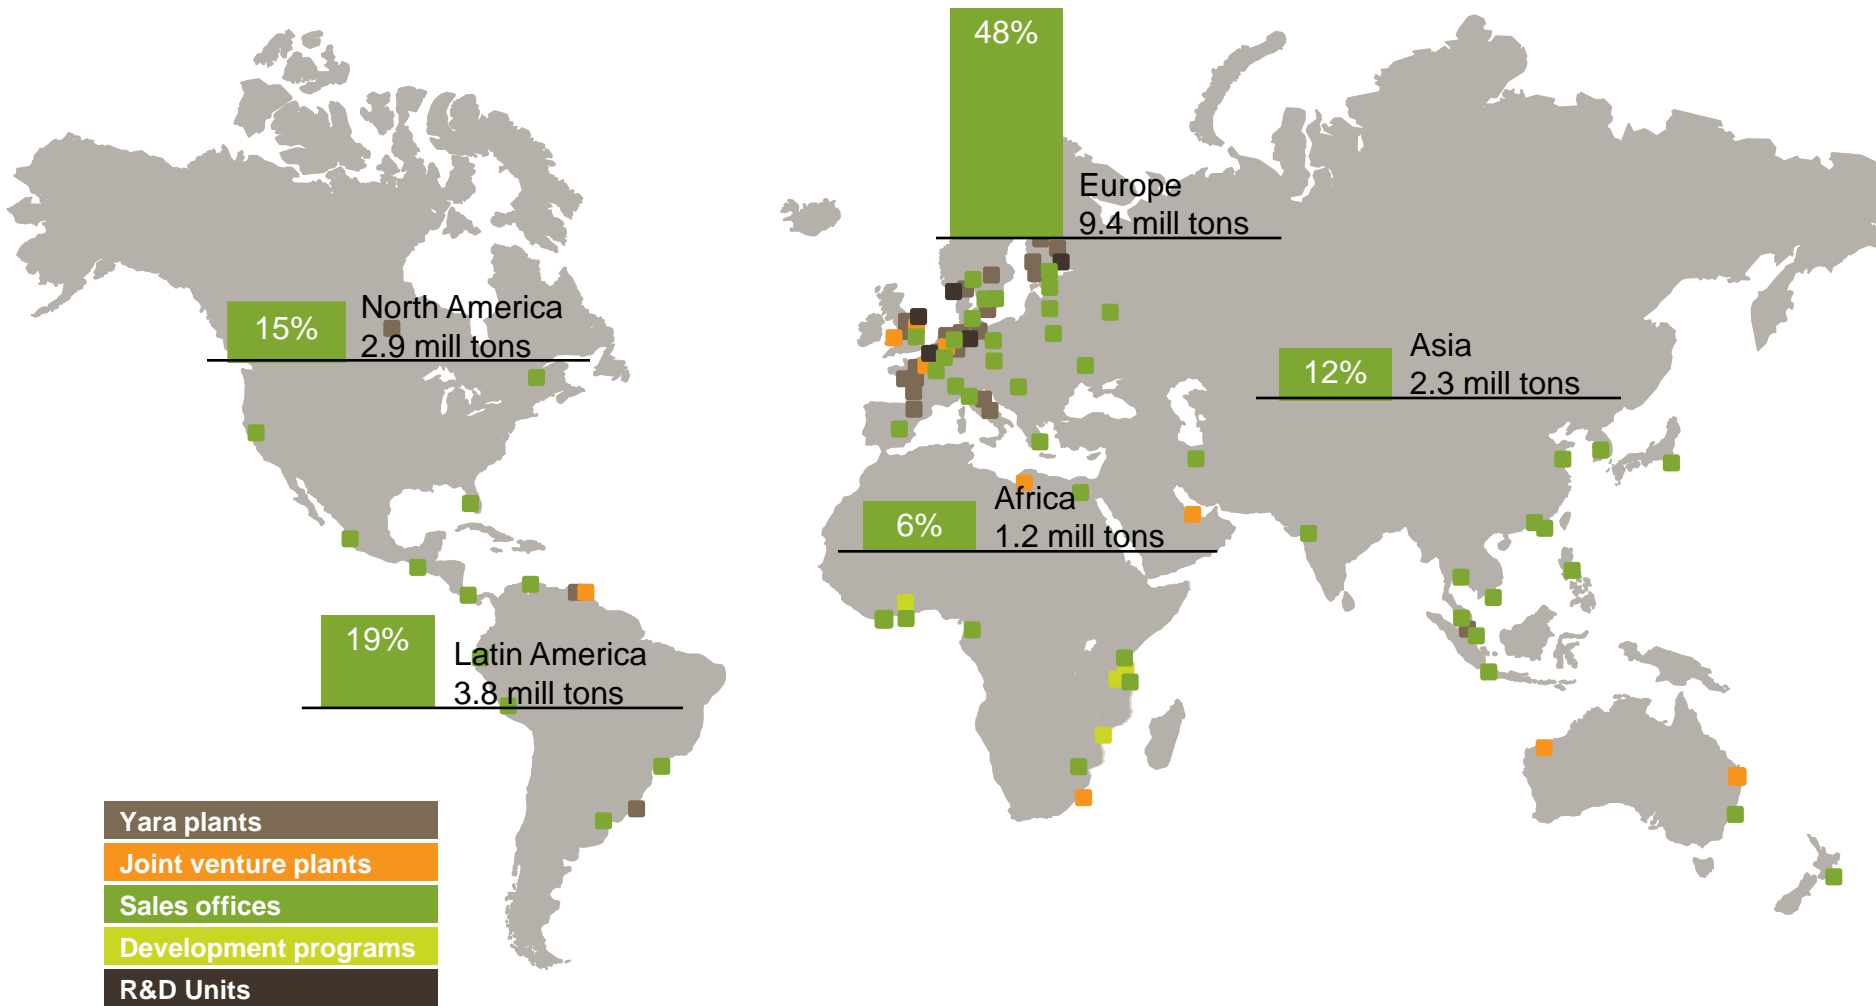 48%
Europe
9.4 mill tons
15%
North America
2.9 mill tons
12%
Asia
2.3 mill tons
6%
Africa
1.2 mill tons
19%
Latin America
3.8 mill tons
Yara plants
Joint venture plants
Sales offices
Development programs
R&D Units